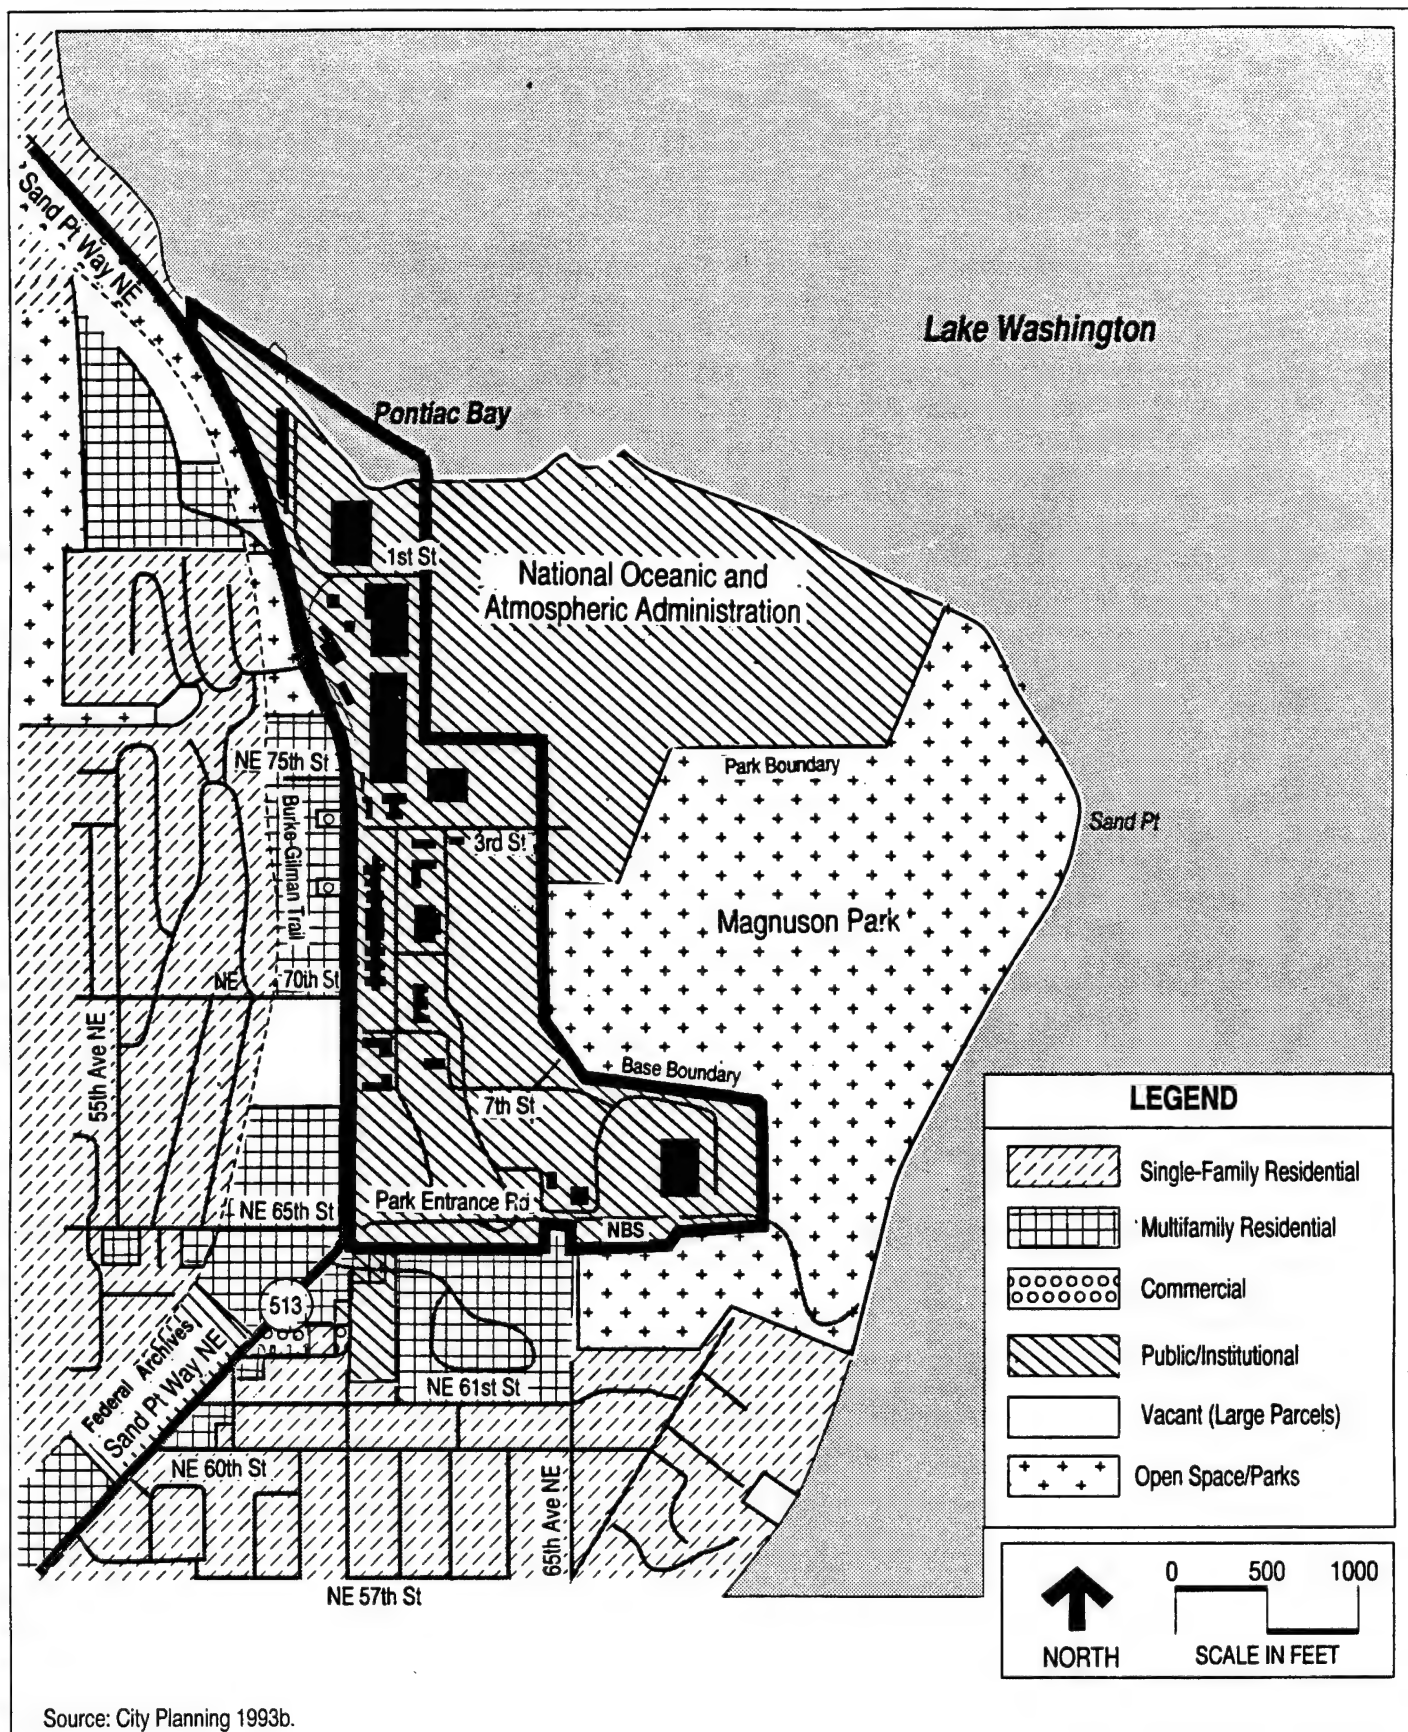 Sand Pt Way NE
Lake Washington
Pontiac Bay
1st St
National Oceanic and
Atmospheric Administration
NE 75th St
Park Boundary
Burke-Gilman Trail
3rd St
Sand Pt
Magnuson Park
NE 70th St
55th Ave NE
Base Boundary
7th St
NE 65th St
Park Entrance Rd
NBS
513
Federal Archives
Sand Pt Way NE
NE 61st St
NE 60th St
65th Ave NE
NE 57th St
LEGEND
Single-Family Residential
Multifamily Residential
Commercial
Public/Institutional
Vacant (Large Parcels)
Open Space/Parks
0 500 1000
NORTH
SCALE IN FEET
Source: City Planning 1993b.